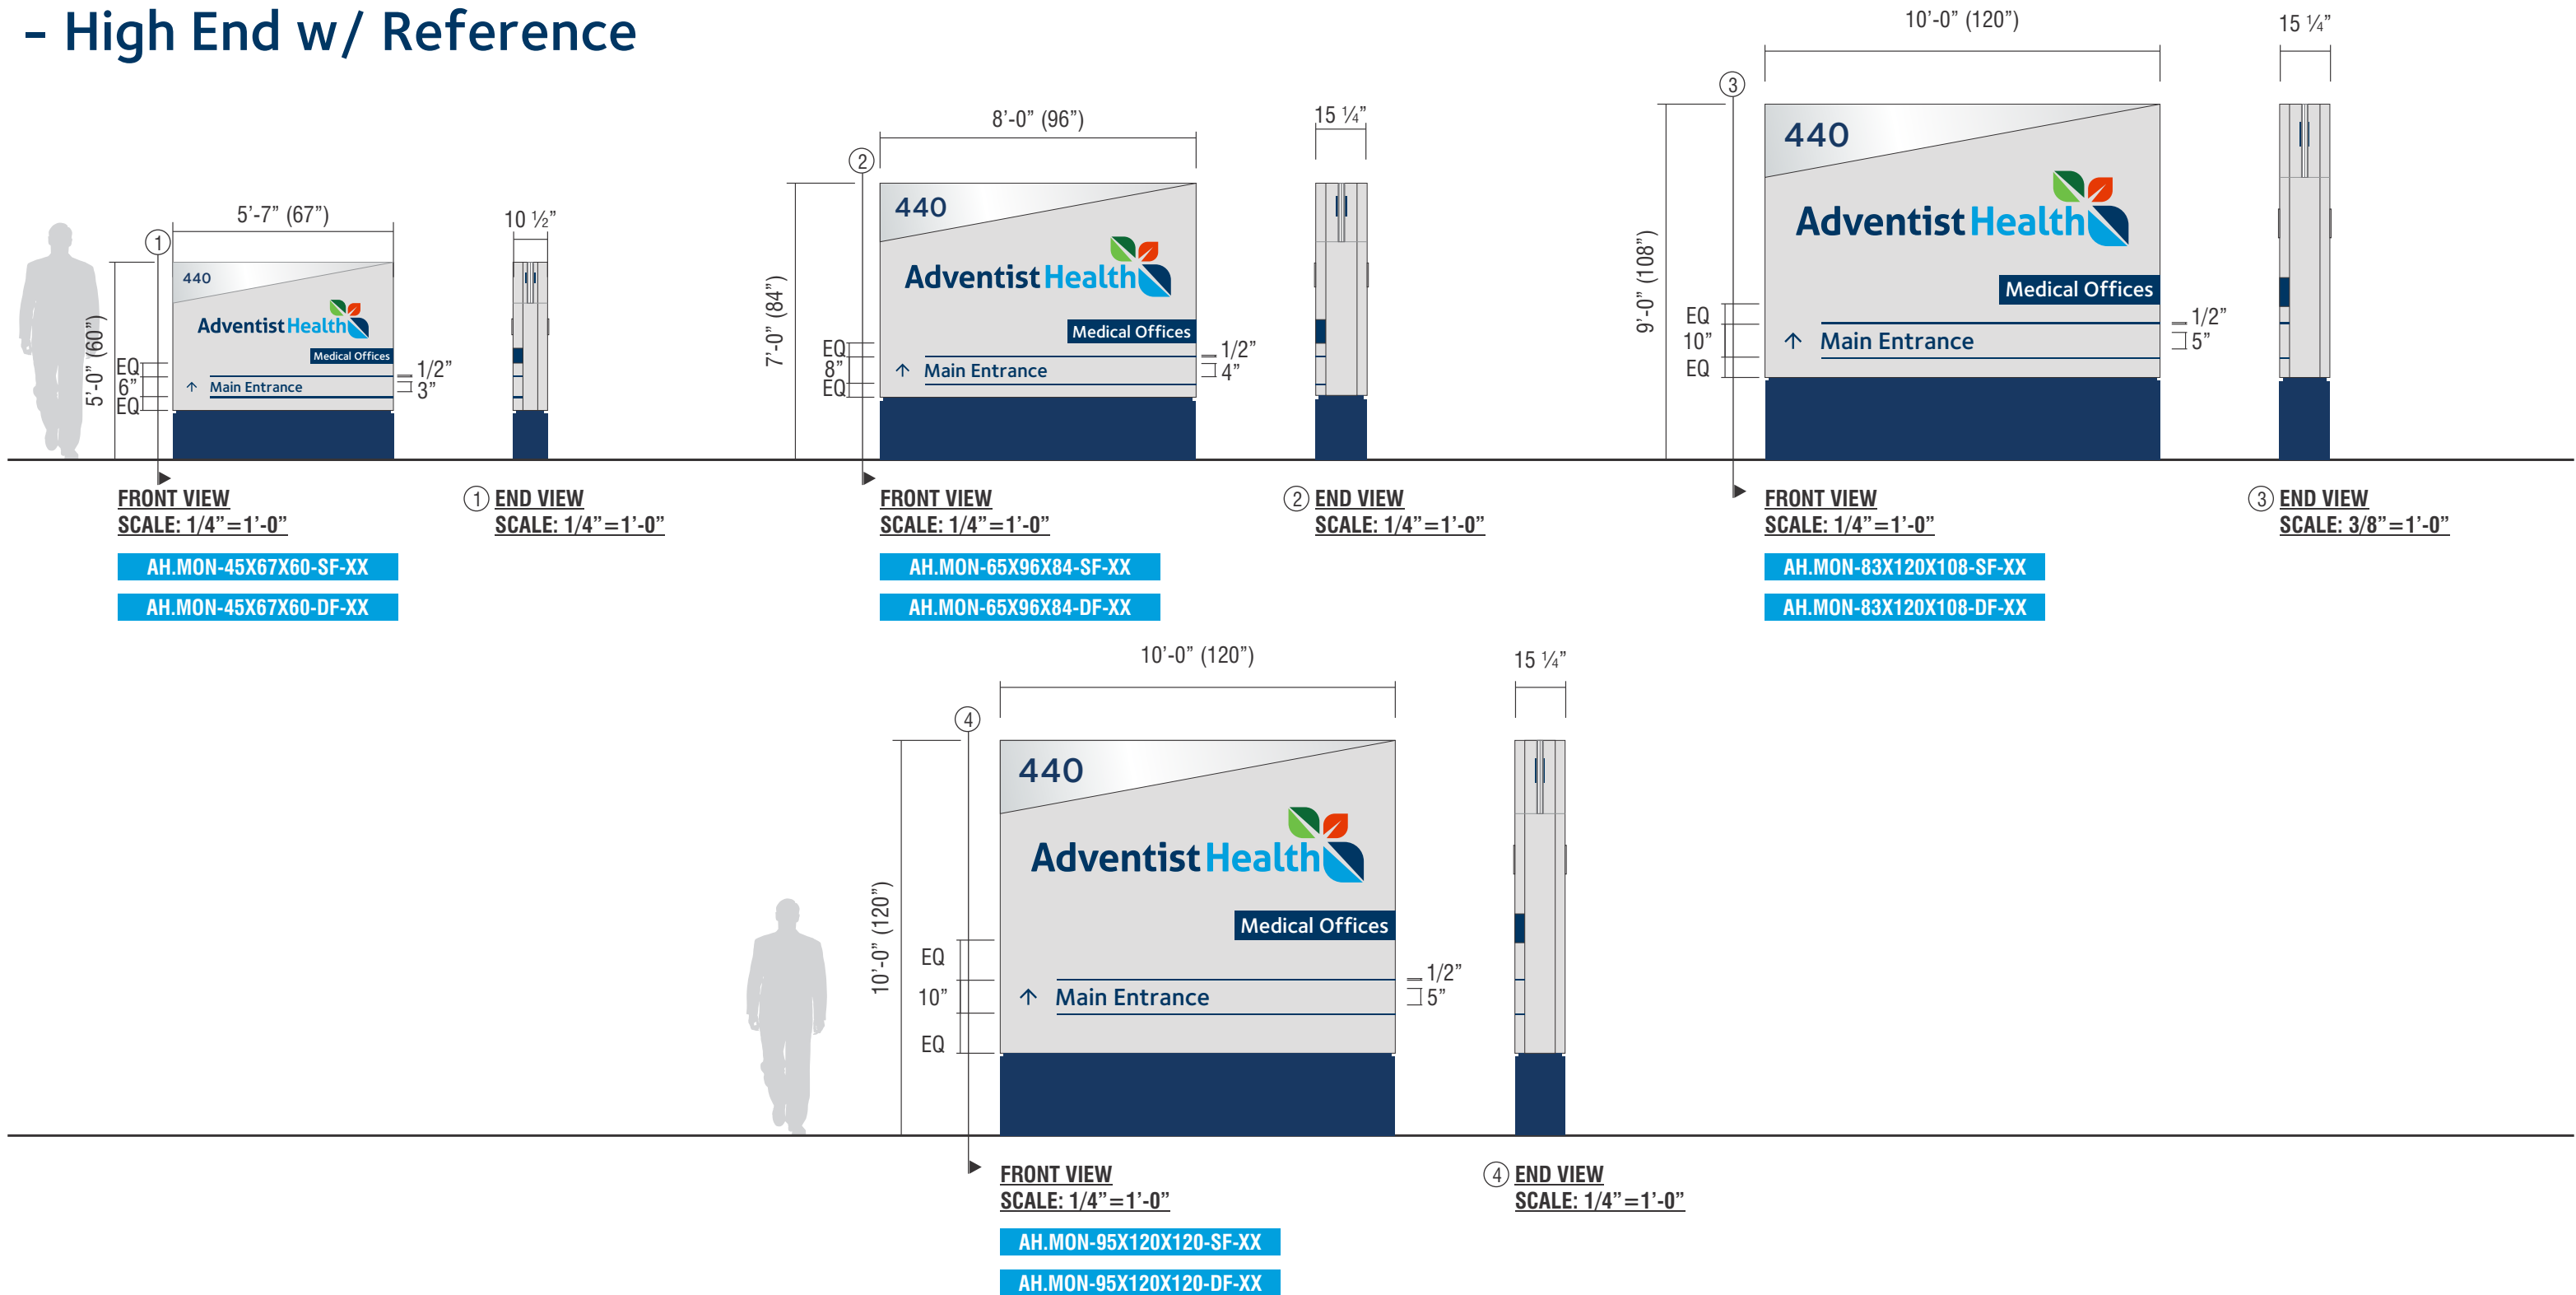 - High End w/ Reference
5’-7” (67”)
10 ½”
1
5’-0” (60”)
440
Adventist Health
Medical Offices
↑ Main Entrance
EQ
6”
EQ
1/2”
3”
FRONT VIEW
SCALE: 1/4”=1’-0”
1 END VIEW
SCALE: 1/4”=1’-0”
AH.MON-45X67X60-SF-XX
AH.MON-45X67X60-DF-XX
8’-0” (96”)
15 ¼”
2
7’-0” (84”)
440
Adventist Health
Medical Offices
↑ Main Entrance
EQ
8”
EQ
1/2”
4”
FRONT VIEW
SCALE: 1/4”=1’-0”
2 END VIEW
SCALE: 1/4”=1’-0”
AH.MON-65X96X84-SF-XX
AH.MON-65X96X84-DF-XX
10’-0” (120”)
15 ¼”
3
9’-0” (108”)
440
Adventist Health
Medical Offices
↑ Main Entrance
EQ
10”
EQ
1/2”
5”
FRONT VIEW
SCALE: 1/4”=1’-0”
3 END VIEW
SCALE: 3/8”=1’-0”
AH.MON-83X120X108-SF-XX
AH.MON-83X120X108-DF-XX
10’-0” (120”)
15 ¼”
4
10’-0” (120”)
440
Adventist Health
Medical Offices
↑ Main Entrance
EQ
10”
EQ
1/2”
5”
FRONT VIEW
SCALE: 1/4”=1’-0”
4 END VIEW
SCALE: 1/4”=1’-0”
AH.MON-95X120X120-SF-XX
AH.MON-95X120X120-DF-XX